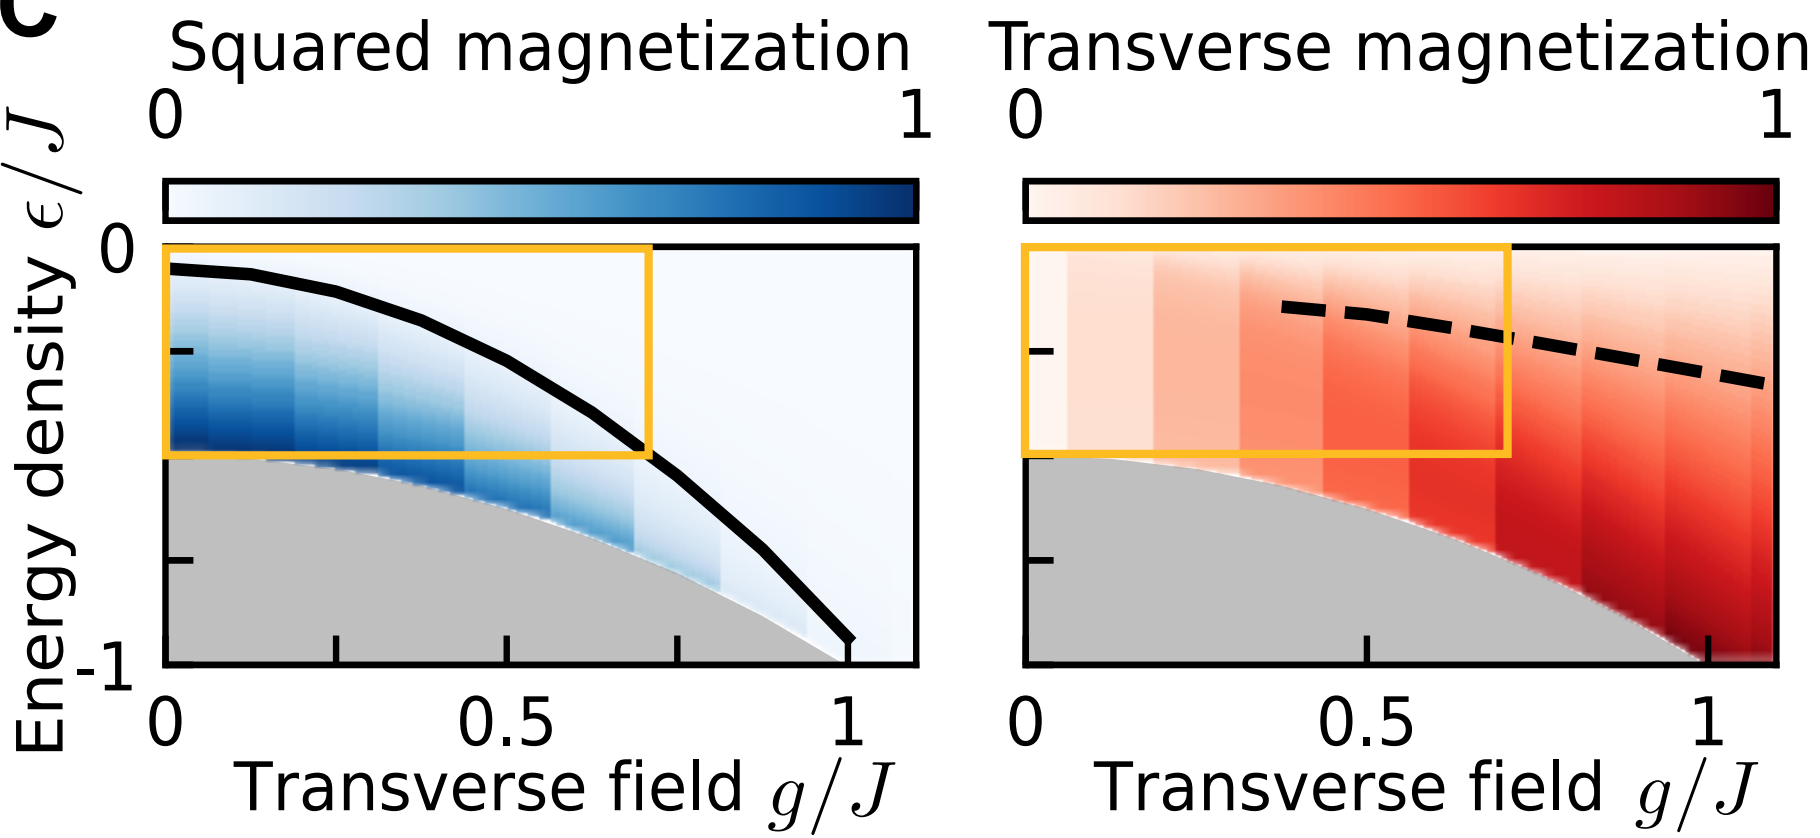 C
Squared magnetization
0 1
Transverse magnetization
0 1
Energy density ϵ/J
0
-1
0 0.5 1
Transverse field g/J
0 0.5 1
Transverse field g/J